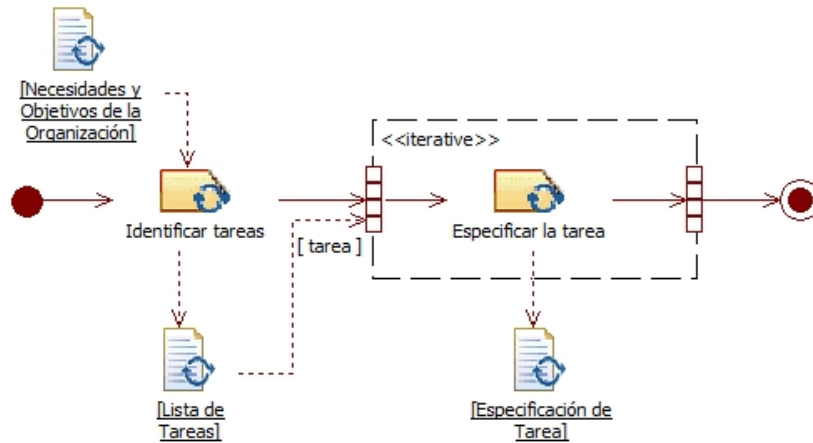 [Necesidades y
Objetivos de la
Organización]
<<iterative>>
Identificar tareas
[ tarea ]
Especificar la tarea
[Lista de
Tareas]
[Especificación de
Tarea]